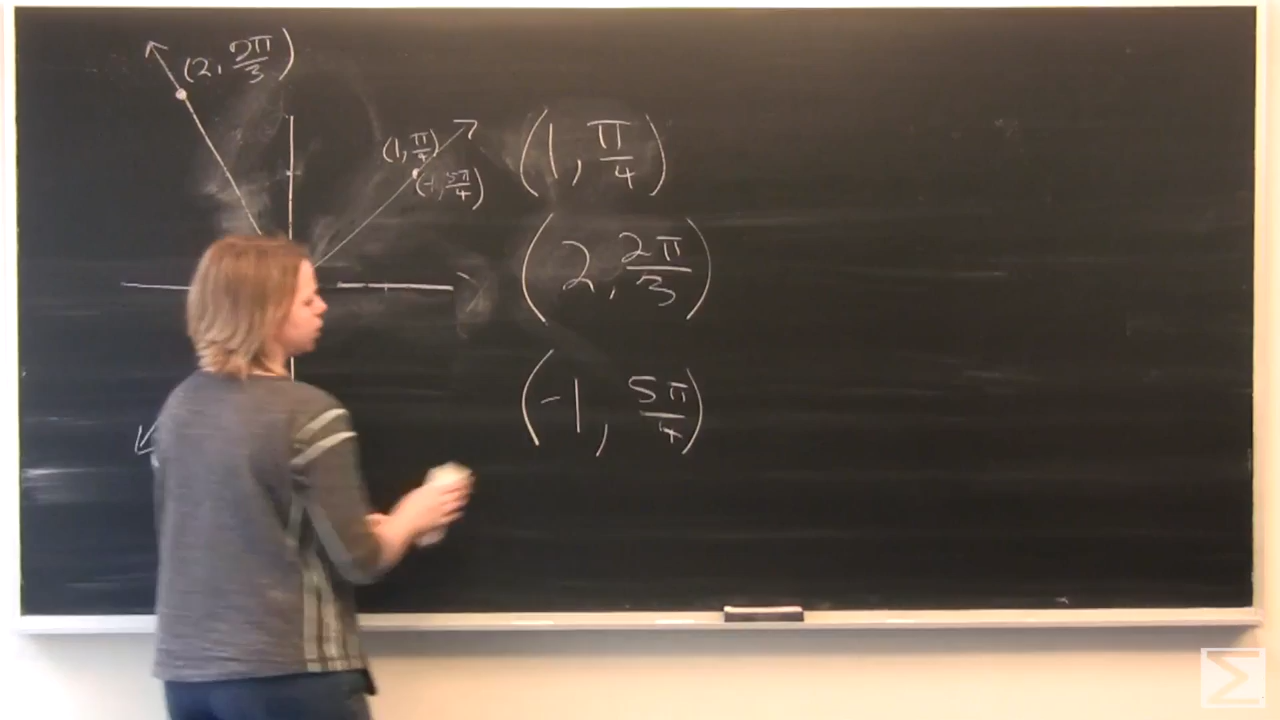 (2, 2π/3)
(1, π/4)
(-1, 5π/4)
(1, π/4)
(2, 2π/3)
(-1, 5π/4)
Σ